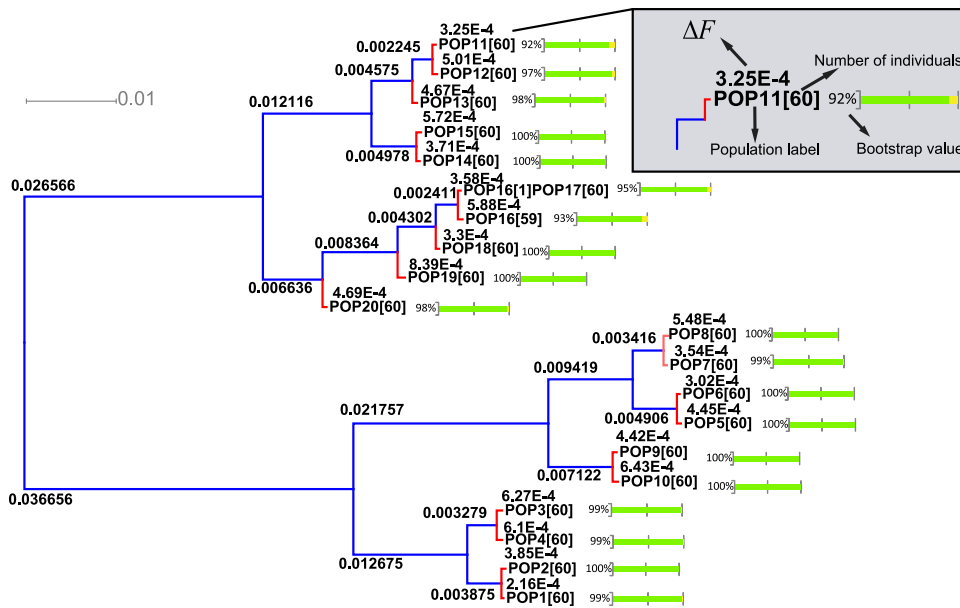 3.25E-4
0.002245
POP11[60] 92%
5.01E-4
0.004575
POP12[60] 97%
4.67E-4
POP13[60] 98%
0.01
0.012116
5.72E-4
POP15[60] 100%
3.71E-4
0.004978
POP14[60] 100%
0.026566
3.58E-4
0.002411
POP16[1]POP17[60] 95%
5.88E-4
0.004302
POP16[59] 93%
3.3E-4
0.008364
POP18[60] 100%
8.39E-4
POP19[60] 100%
0.006636
4.69E-4
POP20[60] 98%
ΔF
Number of individuals
3.25E-4
POP11[60] 92%
Population label
Bootstrap value
5.48E-4
0.003416
POP8[60] 100%
3.54E-4
POP7[60] 99%
0.009419
3.02E-4
POP6[60] 100%
4.45E-4
0.004906
POP5[60] 100%
0.021757
4.42E-4
POP9[60] 100%
6.43E-4
0.007122
POP10[60] 100%
0.036656
6.27E-4
0.003279
POP3[60] 99%
6.1E-4
POP4[60] 99%
0.012675
3.85E-4
POP2[60] 100%
2.16E-4
0.003875
POP1[60] 99%